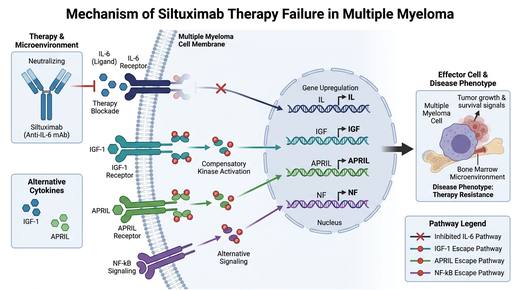 Mechanism of Siltuximab Therapy Failure in Multiple Myeloma
Therapy &
Microenvironment
Neutralizing
Siltuximab
(Anti-IL-6 mAb)
IL-6
(Ligand)
IL-6
Receptor
Therapy
Blockade
Multiple Myeloma
Cell Membrane
Alternative
Cytokines
IGF-1
APRIL
IGF-1
IGF-1
Receptor
Compensatory
Kinase Activation
APRIL
APRIL
Receptor
NF-kB
Signaling
Alternative
Signaling
Gene Upregulation
IL
IL
IGF
IGF
APRIL
APRIL
NF
NF
Nucleus
Effector Cell &
Disease Phenotype
Multiple
Myeloma
Cell
Tumor growth &
survival signals
Bone Marrow
Microenvironment
Disease Phenotype:
Therapy Resistance
Pathway Legend
Inhibited IL-6 Pathway
IGF-1 Escape Pathway
APRIL Escape Pathway
NF-kB Escape Pathway